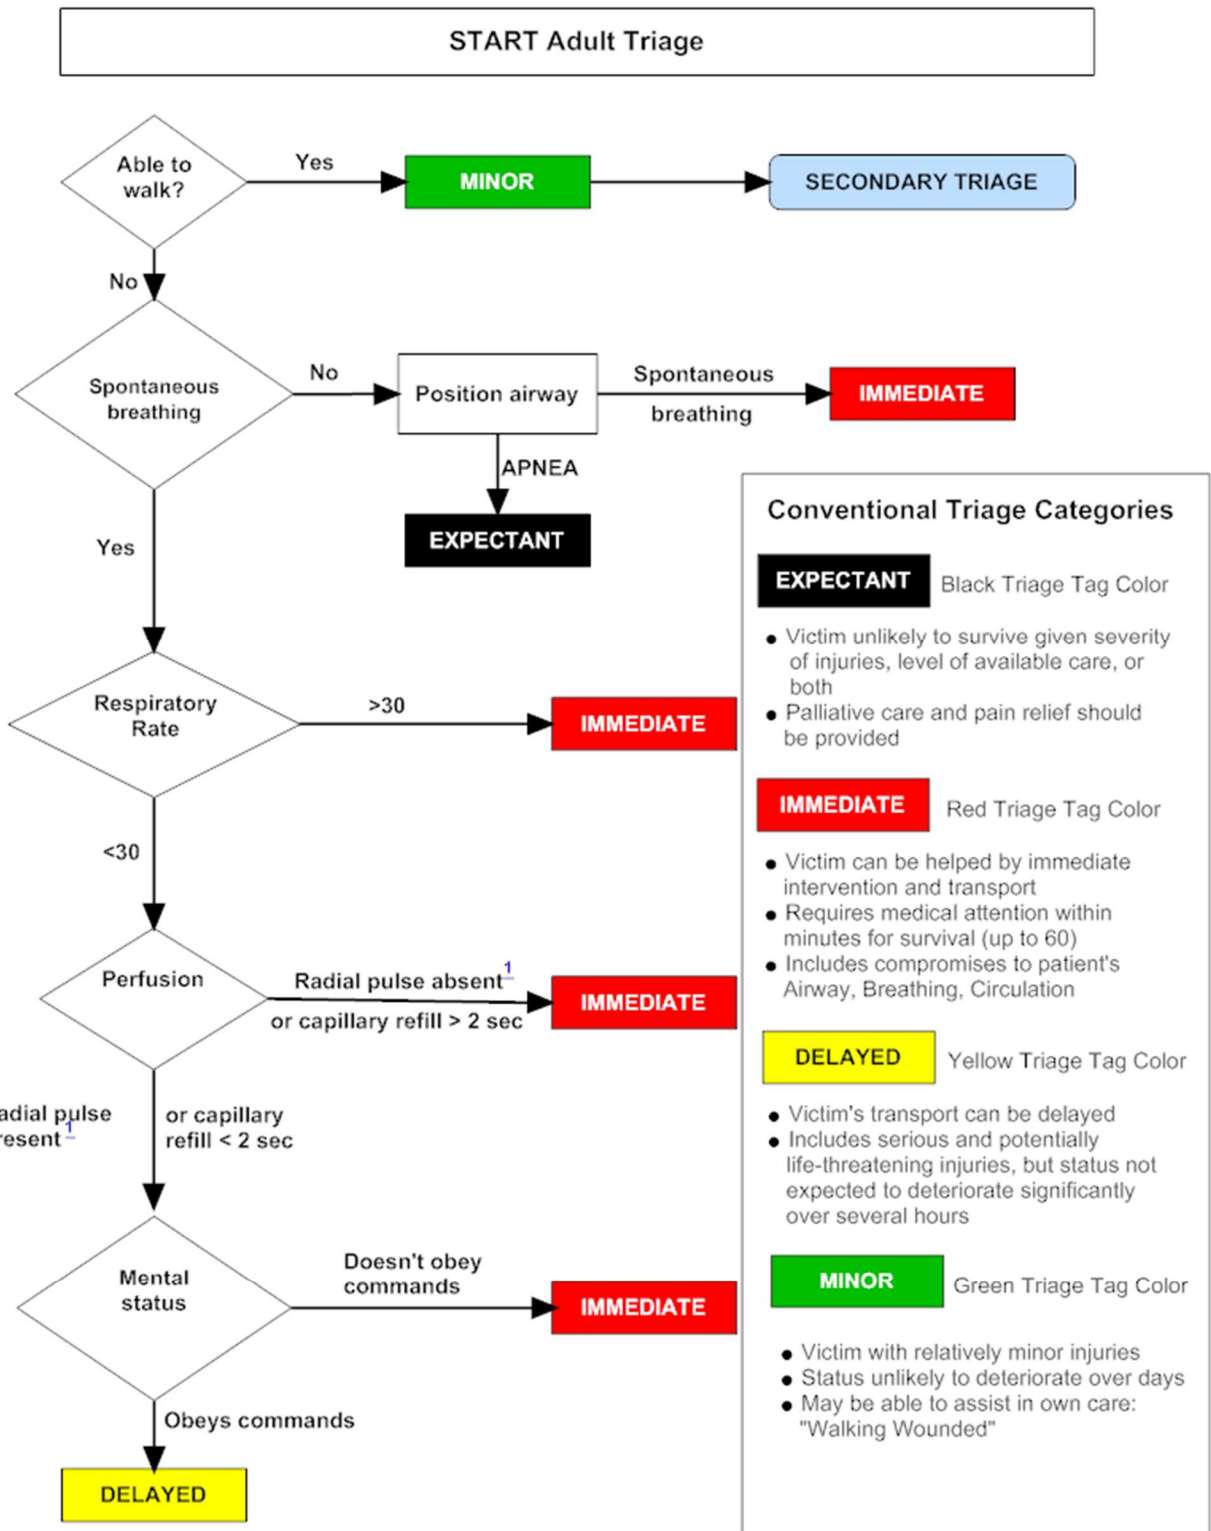 START Adult Triage
Able to
walk?
Yes
MINOR
SECONDARY TRIAGE
No
Spontaneous
breathing
No
Position airway
Spontaneous
breathing
IMMEDIATE
APNEA
EXPECTANT
Yes
Respiratory
Rate
>30
IMMEDIATE
<30
Perfusion
Radial pulse absent1
or capillary refill > 2 sec
IMMEDIATE
adial pulse
resent1
or capillary
refill < 2 sec
Mental
status
Doesn't obey
commands
IMMEDIATE
Obeys commands
DELAYED
Conventional Triage Categories
EXPECTANT Black Triage Tag Color
● Victim unlikely to survive given severity
of injuries, level of available care, or
both
● Palliative care and pain relief should
be provided
IMMEDIATE Red Triage Tag Color
● Victim can be helped by immediate
intervention and transport
● Requires medical attention within
minutes for survival (up to 60)
● Includes compromises to patient's
Airway, Breathing, Circulation
DELAYED Yellow Triage Tag Color
● Victim's transport can be delayed
● Includes serious and potentially
life-threatening injuries, but status not
expected to deteriorate significantly
over several hours
MINOR Green Triage Tag Color
● Victim with relatively minor injuries
● Status unlikely to deteriorate over days
● May be able to assist in own care:
"Walking Wounded"